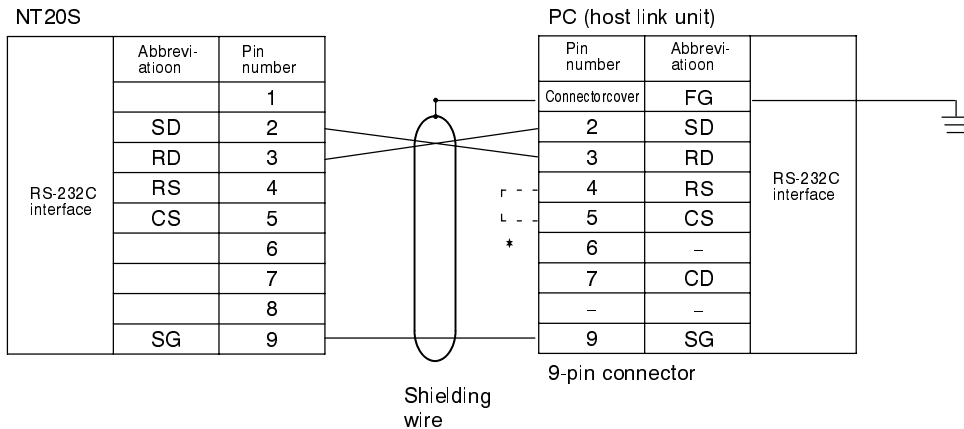 NT20S
PC (host link unit)
Abbrevi-
atioon
Pin
number
Pin
number
Abbrevi-
atioon
1
Connectorcover
FG
SD
2
2
SD
RD
3
3
RD
RS
4
4
RS
CS
5
5
CS
6
*
6
–
7
7
CD
8
–
–
SG
9
9
SG
RS-232C
interface
RS-232C
interface
9-pin connector
Shielding
wire